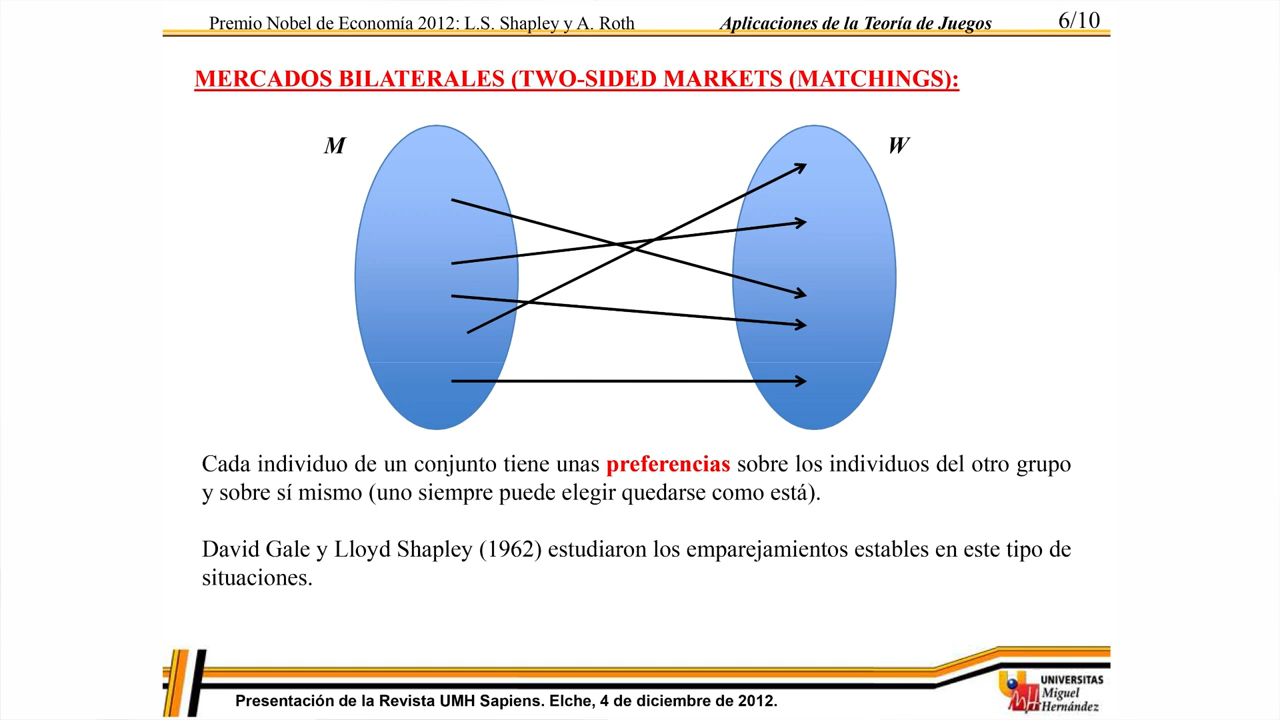 Premio Nobel de Economía 2012: L.S. Shapley y A. Roth Aplicaciones de la Teoría de Juegos 6/10
MERCADOS BILATERALES (TWO-SIDED MARKETS (MATCHINGS):
M W
Cada individuo de un conjunto tiene unas preferencias sobre los individuos del otro grupo
y sobre sí mismo (uno siempre puede elegir quedarse como está).
David Gale y Lloyd Shapley (1962) estudiaron los emparejamientos estables en este tipo de
situaciones.
Presentación de la Revista UMH Sapiens. Elche, 4 de diciembre de 2012.
UNIVERSITAS
Miguel
Hernández